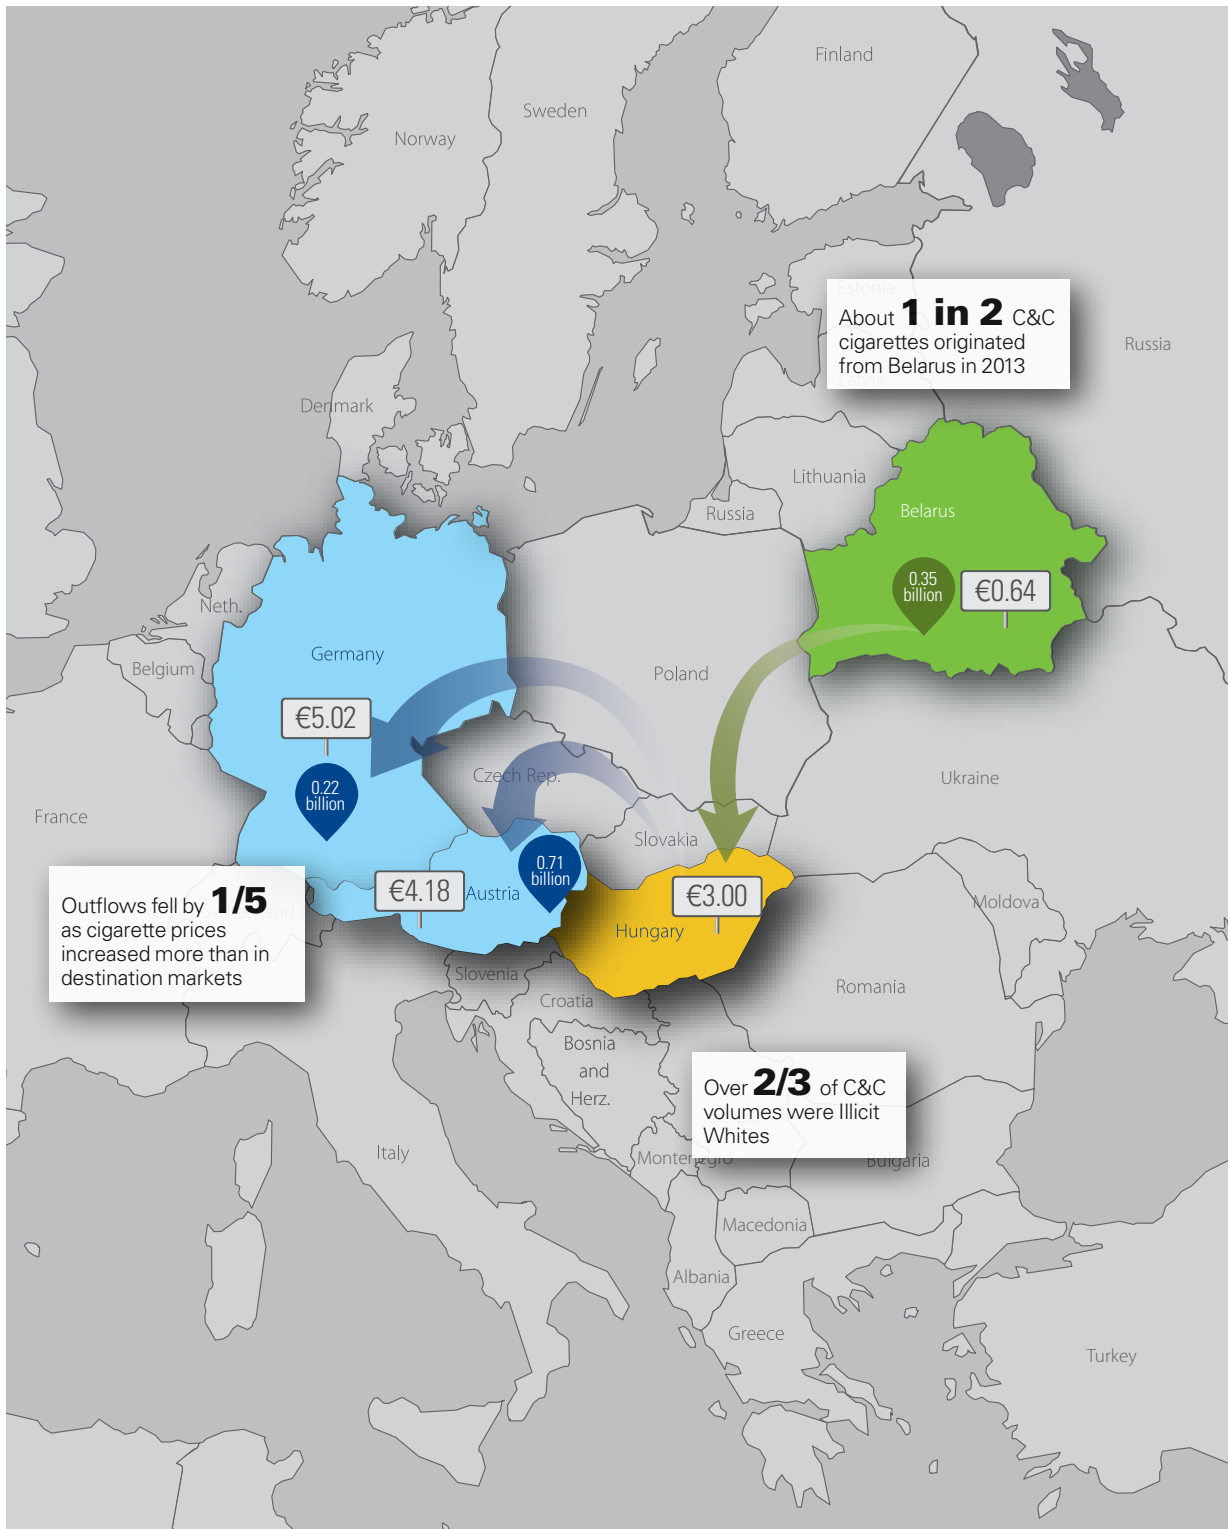 Finland
Sweden
Norway
Estonia
About 1 in 2 C&C
cigarettes originated
from Belarus in 2013
Latvia
Russia
Denmark
Lithuania
Russia
Belarus
0.35
billion
€0.64
Neth.
Belgium
Germany
Poland
€5.02
Czech Rep.
Ukraine
0.22
billion
France
Slovakia
0.71
billion
€4.18
Austria
€3.00
Hungary
Moldova
Outflows fell by 1/5
as cigarette prices
increased more than in
destination markets
Slovenia
Croatia
Romania
Bosnia
and
Herz.
Over 2/3 of C&C
volumes were Illicit
Whites
Italy
Montenegro
Bulgaria
Macedonia
Albania
Greece
Turkey